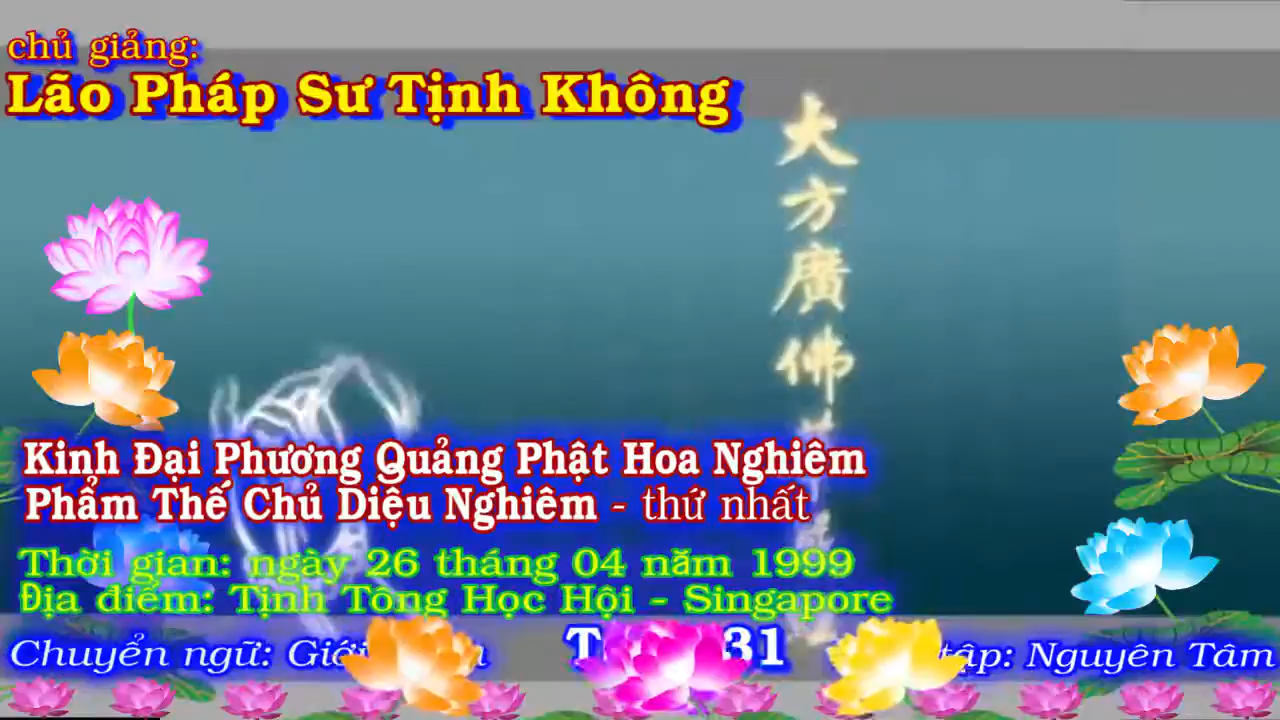 chủ giảng:
Lão Pháp Sư Tịnh Không
大方廣佛
Kinh Đại Phương Quảng Phật Hoa Nghiêm
Phẩm Thế Chủ Diệu Nghiêm - thứ nhất
Thời gian: ngày 26 tháng 04 năm 1999
Địa điểm: Tịnh Tông Học Hội - Singapore
Chuyển ngữ:
31
tập: Nguyên Tâm